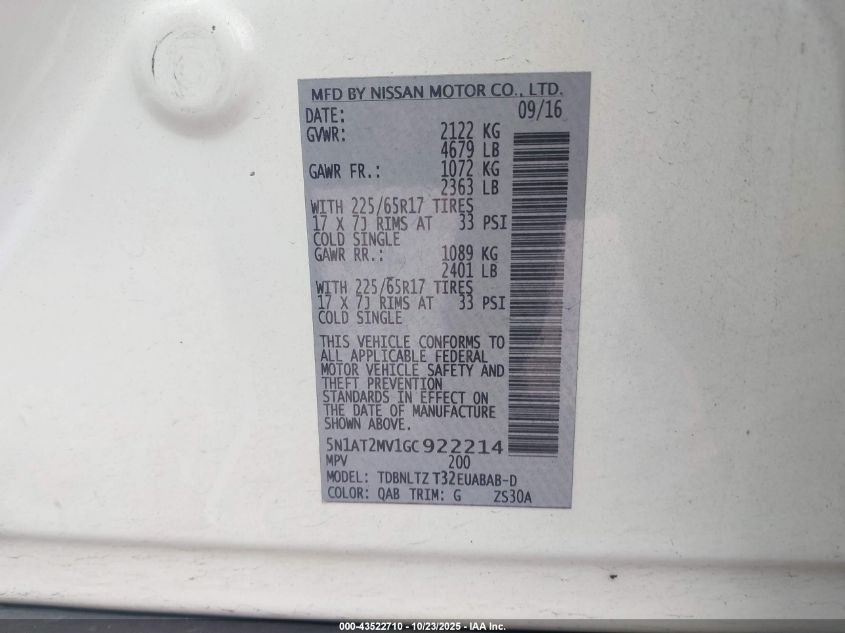 MFD BY NISSAN MOTOR CO., LTD.
DATE: 09/16
GVWR: 2122 KG
4679 LB
GAWR FR.: 1072 KG
2363 LB
WITH 225/65R17 TIRES
17 X 7J RIMS AT 33 PSI
COLD SINGLE
GAWR RR.: 1089 KG
2401 LB
WITH 225/65R17 TIRES
17 X 7J RIMS AT 33 PSI
COLD SINGLE
THIS VEHICLE CONFORMS TO
ALL APPLICABLE FEDERAL
MOTOR VEHICLE SAFETY AND
THEFT PREVENTION
STANDARDS IN EFFECT ON
THE DATE OF MANUFACTURE
SHOWN ABOVE.
5N1AT2MV1GC922214
MPV 200
MODEL: TDBNLTZ T32EUABAB-D
COLOR: QAB TRIM: G ZS30A
000-43522710 - 10/23/2025 - IAA Inc.